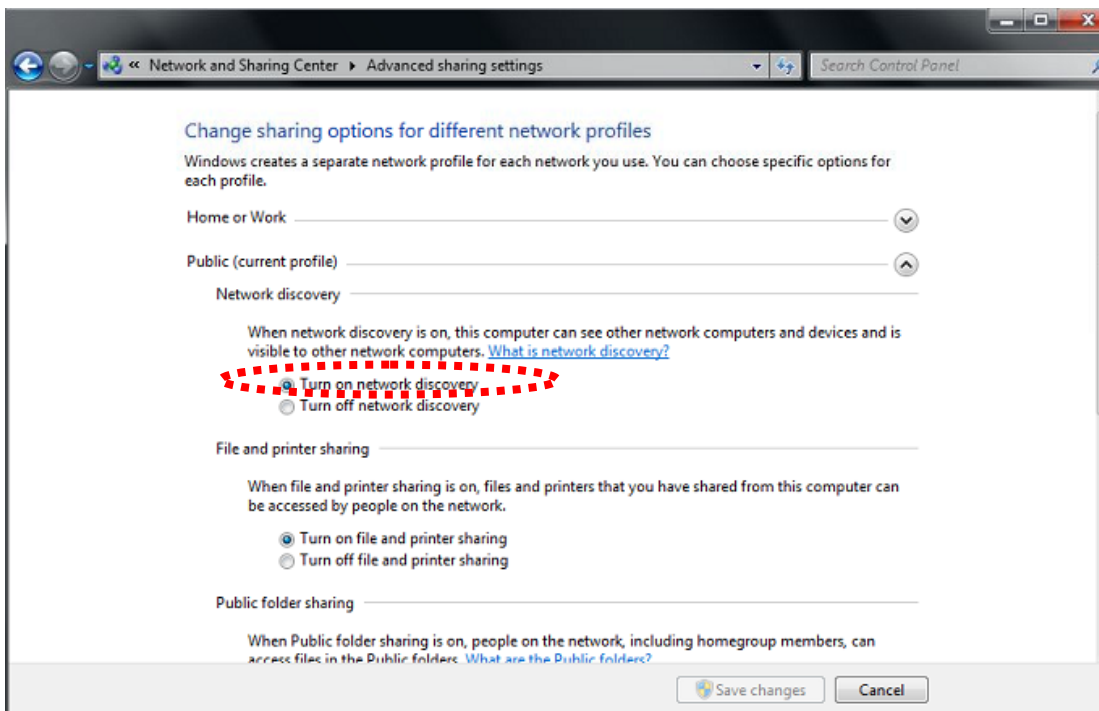 « Network and Sharing Center ▸ Advanced sharing settings
Search Control Panel
Change sharing options for different network profiles
Windows creates a separate network profile for each network you use. You can choose specific options for
each profile.
Home or Work
Public (current profile)
Network discovery
When network discovery is on, this computer can see other network computers and devices and is
visible to other network computers. What is network discovery?
Turn on network discovery
Turn off network discovery
File and printer sharing
When file and printer sharing is on, files and printers that you have shared from this computer can
be accessed by people on the network.
Turn on file and printer sharing
Turn off file and printer sharing
Public folder sharing
When Public folder sharing is on, people on the network, including homegroup members, can
access files in the Public folders. What are the Public folders?
Save changes
Cancel